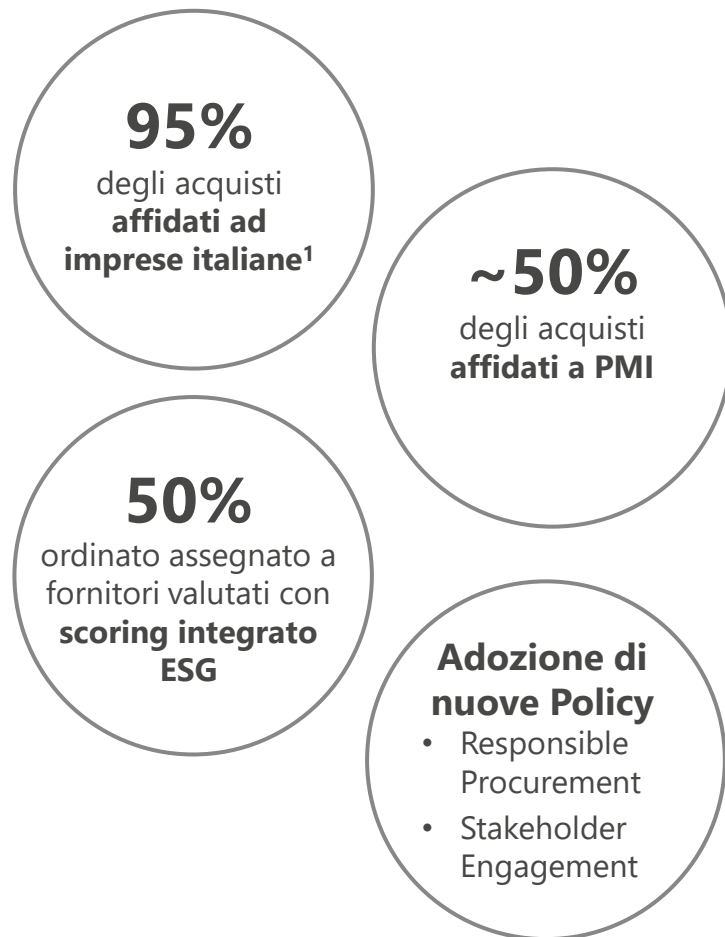 95%
degli acquisti
affidati ad
imprese italiane¹
~50%
degli acquisti
affidati a PMI
50%
ordinato assegnato a
fornitori valutati con
scoring integrato
ESG
Adozione di
nuove Policy
• Responsible
Procurement
• Stakeholder
Engagement